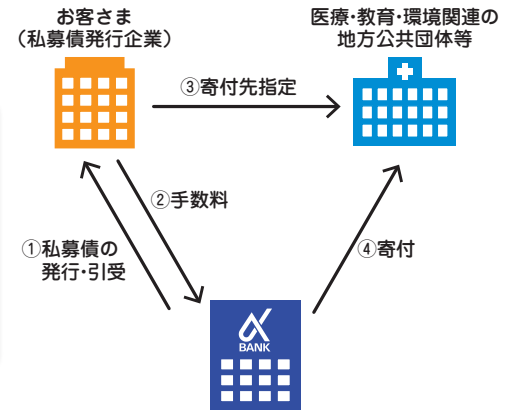 お客さま
（私募債発行企業）
医療・教育・環境関連の
地方公共団体等
③寄付先指定
②手数料
①私募債の
発行・引受
④寄付
BANK